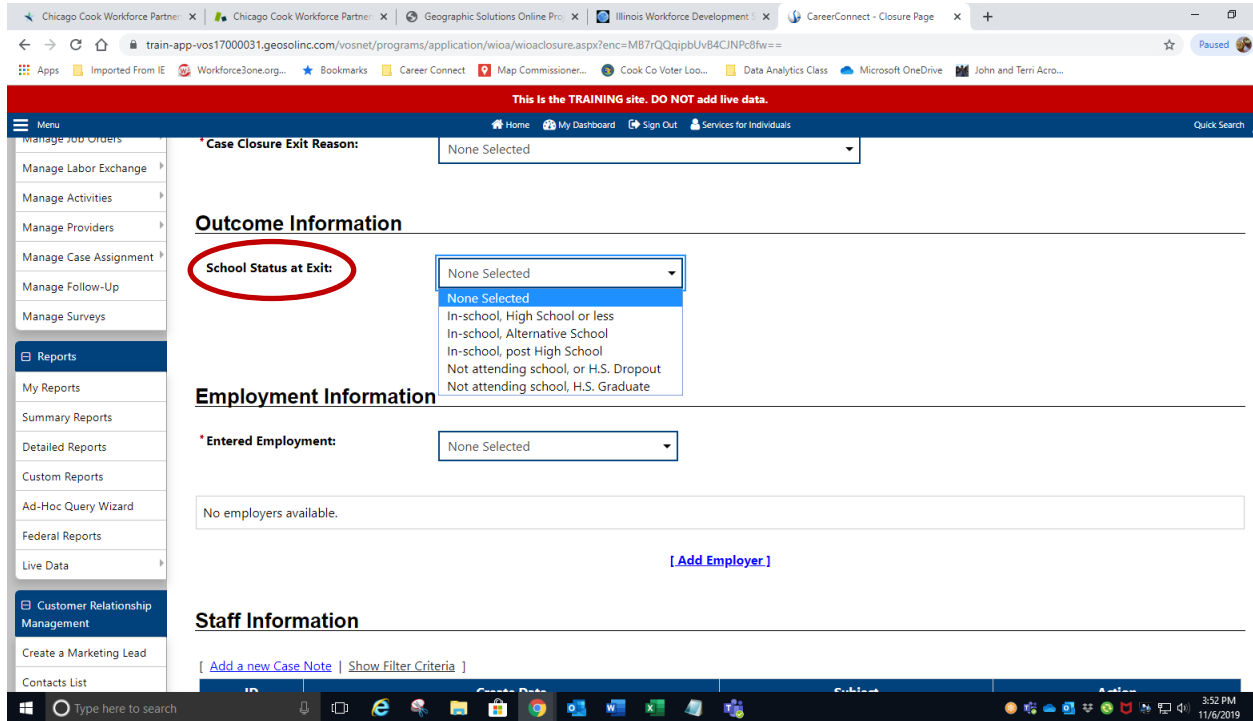 Chicago Cook Workforce Partner
Chicago Cook Workforce Partner
Geographic Solutions Online Pro
Illinois Workforce Development S
CareerConnect - Closure Page
train-app-vos17000031.geosolinc.com/vosnet/programs/application/wioa/wioaclosure.aspx?enc=MB7rQQqipbUvB4CJNPc8fw==
Paused
Apps
Imported From IE
Workforce3one.org...
Bookmarks
Career Connect
Map Commissioner...
Cook Co Voter Loo...
Data Analytics Class
Microsoft OneDrive
John and Terri Acro...
This Is the TRAINING site. DO NOT add live data.
Menu
Home
My Dashboard
Sign Out
Services for Individuals
Quick Search
Manage Job Orders
Manage Labor Exchange
Manage Activities
Manage Providers
Manage Case Assignment
Manage Follow-Up
Manage Surveys
Reports
My Reports
Summary Reports
Detailed Reports
Custom Reports
Ad-Hoc Query Wizard
Federal Reports
Live Data
Customer Relationship
Management
Create a Marketing Lead
Contacts List
*Case Closure Exit Reason:
None Selected
Outcome Information
School Status at Exit:
None Selected
None Selected
In-school, High School or less
In-school, Alternative School
In-school, post High School
Not attending school, or H.S. Dropout
Not attending school, H.S. Graduate
Employment Information
*Entered Employment:
None Selected
No employers available.
[ Add Employer ]
Staff Information
[ Add a new Case Note | Show Filter Criteria ]
ID
Create Date
Subject
Action
Type here to search
3:52 PM
11/6/2019